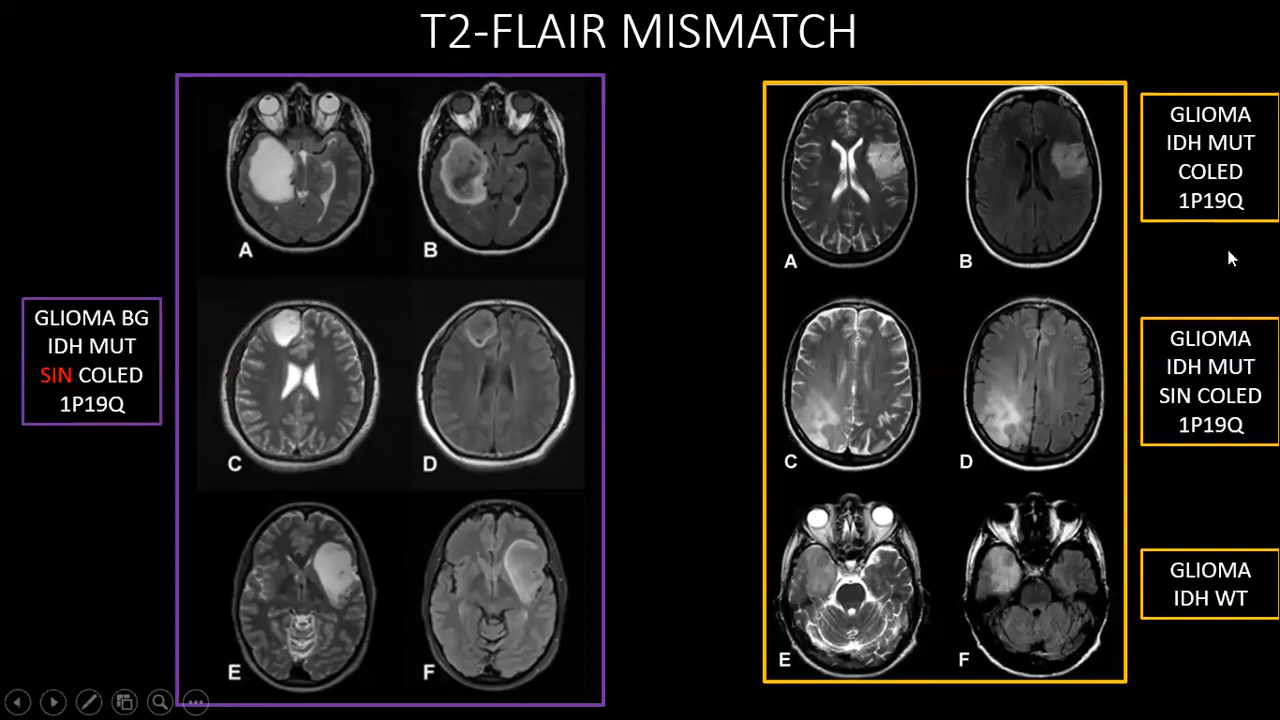 T2-FLAIR MISMATCH
GLIOMA BG
IDH MUT
SIN COLED
1P19Q
A
B
C
D
E
F
A
B
C
D
E
F
GLIOMA
IDH MUT
COLED
1P19Q
GLIOMA
IDH MUT
SIN COLED
1P19Q
GLIOMA
IDH WT